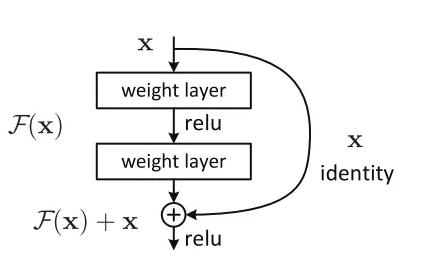 x
weight layer
relu
F(x)
x
weight layer
identity
F(x) + x
+
relu